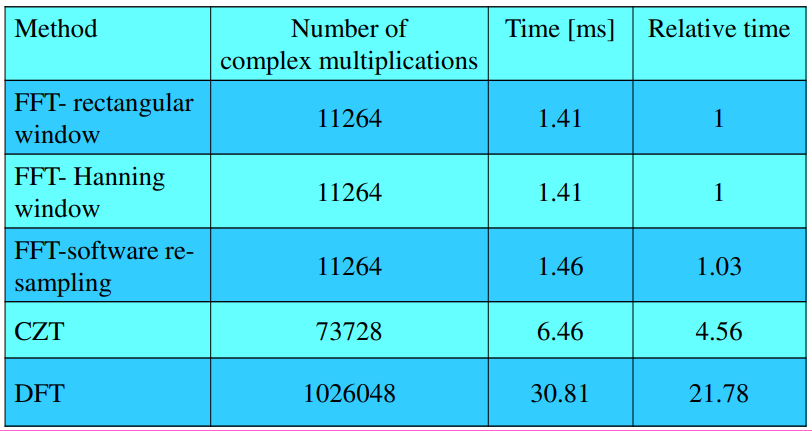 Method
Number of
complex multiplications
Time [ms]
Relative time
FFT- rectangular
window
11264
1.41
1
FFT- Hanning
window
11264
1.41
1
FFT-software re-
sampling
11264
1.46
1.03
CZT
73728
6.46
4.56
DFT
1026048
30.81
21.78